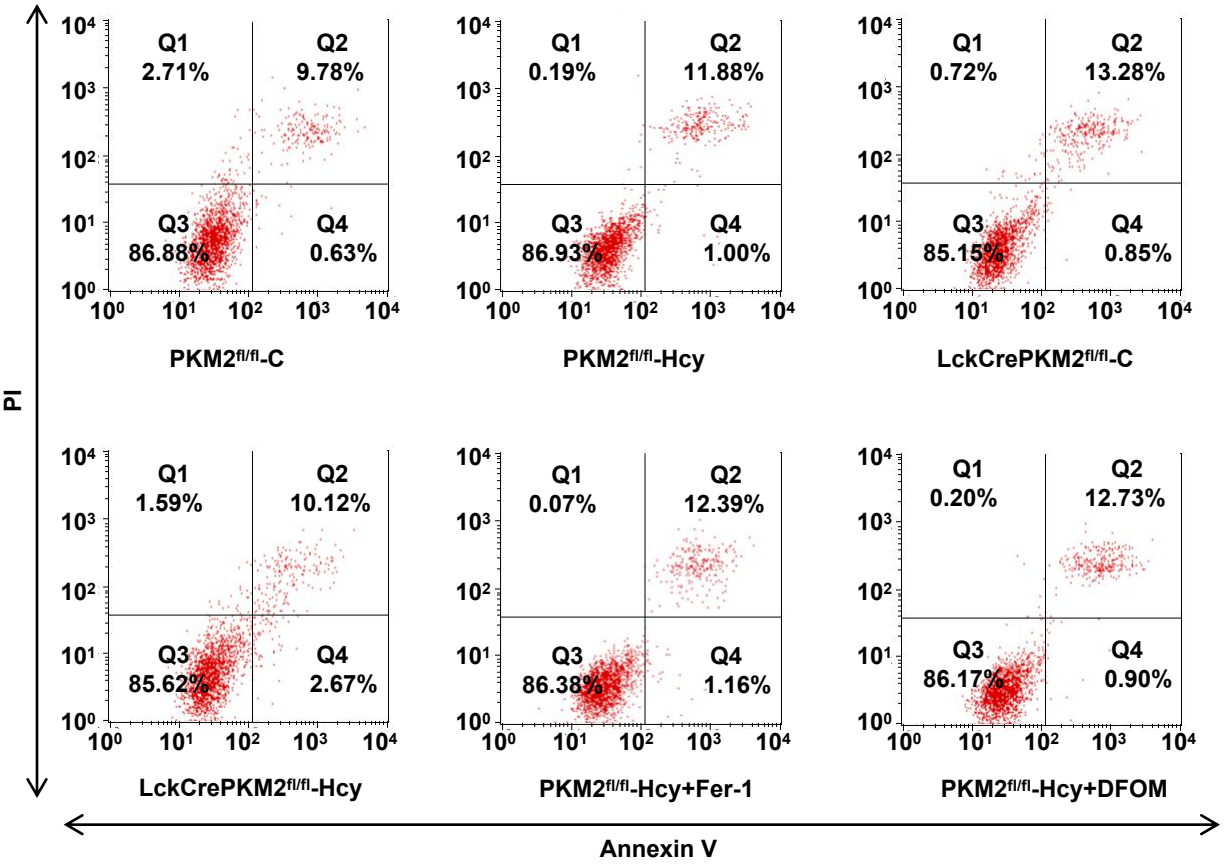 PI
10⁴ 10³ 10² 10¹ 10⁰
Q1 2.71%
Q2 9.78%
Q3 86.88%
Q4 0.63%
10⁰ 10¹ 10² 10³ 10⁴
PKM2fl/fl-C
10⁴ 10³ 10² 10¹ 10⁰
Q1 0.19%
Q2 11.88%
Q3 86.93%
Q4 1.00%
10⁰ 10¹ 10² 10³ 10⁴
PKM2fl/fl-Hcy
10⁴ 10³ 10² 10¹ 10⁰
Q1 0.72%
Q2 13.28%
Q3 85.15%
Q4 0.85%
10⁰ 10¹ 10² 10³ 10⁴
LckCrePKM2fl/fl-C
10⁴ 10³ 10² 10¹ 10⁰
Q1 1.59%
Q2 10.12%
Q3 85.62%
Q4 2.67%
10⁰ 10¹ 10² 10³ 10⁴
LckCrePKM2fl/fl-Hcy
10⁴ 10³ 10² 10¹ 10⁰
Q1 0.07%
Q2 12.39%
Q3 86.38%
Q4 1.16%
10⁰ 10¹ 10² 10³ 10⁴
PKM2fl/fl-Hcy+Fer-1
10⁴ 10³ 10² 10¹ 10⁰
Q1 0.20%
Q2 12.73%
Q3 86.17%
Q4 0.90%
10⁰ 10¹ 10² 10³ 10⁴
PKM2fl/fl-Hcy+DFOM
Annexin V